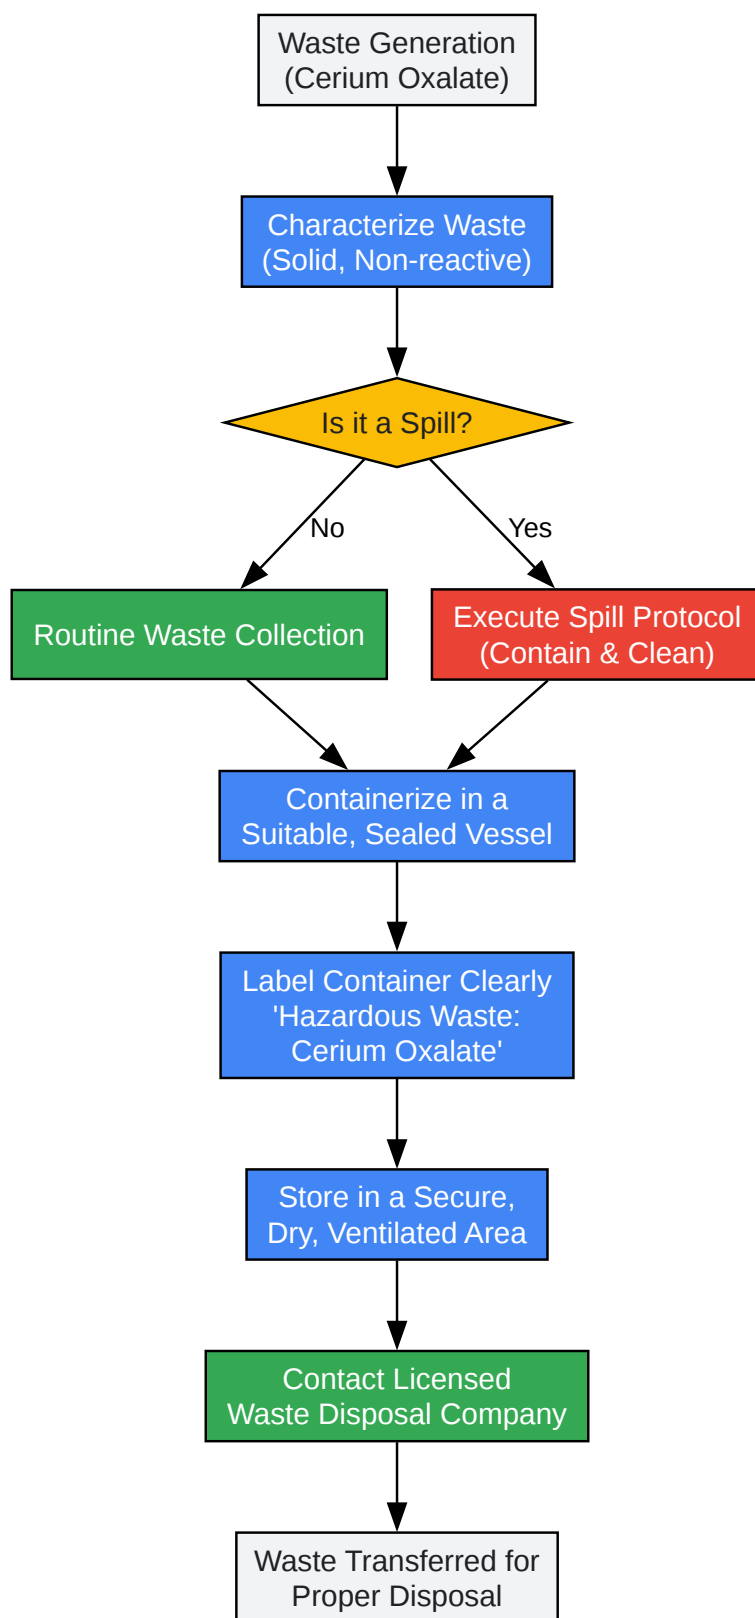 Waste Generation
(Cerium Oxalate)
Characterize Waste
(Solid, Non-reactive)
Is it a Spill?
No
Yes
Routine Waste Collection
Execute Spill Protocol
(Contain & Clean)
Containerize in a
Suitable, Sealed Vessel
Label Container Clearly
'Hazardous Waste:
Cerium Oxalate'
Store in a Secure,
Dry, Ventilated Area
Contact Licensed
Waste Disposal Company
Waste Transferred for
Proper Disposal